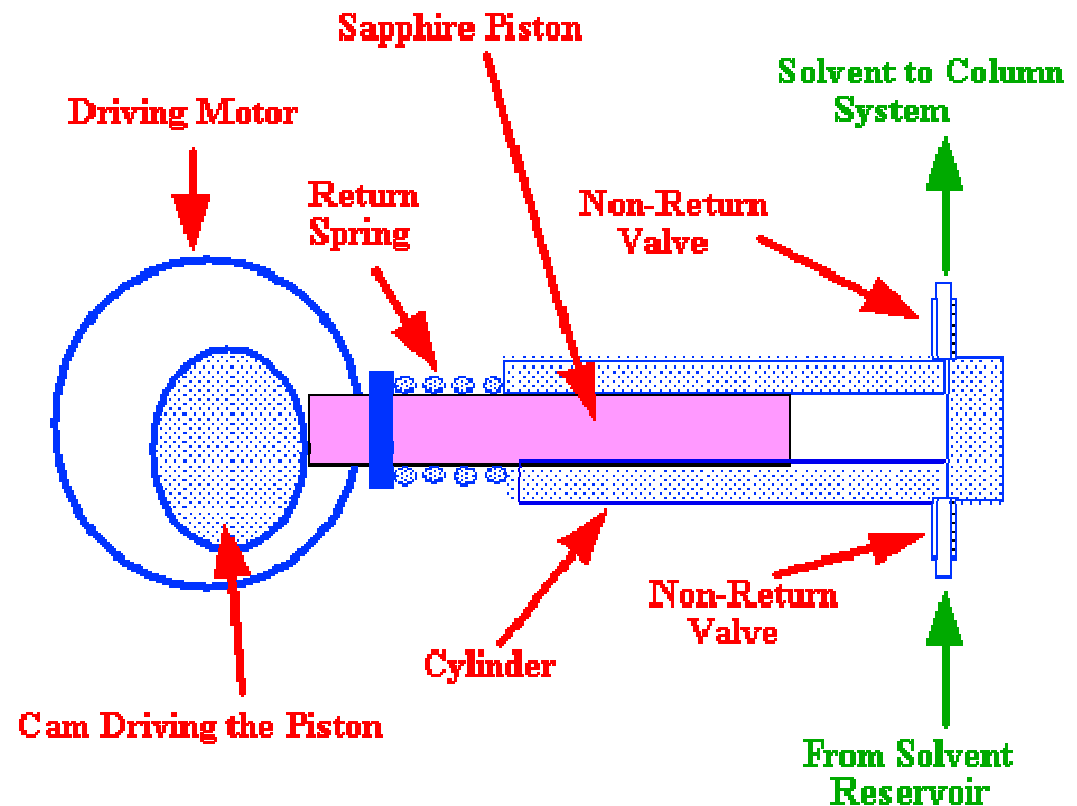 Sapphire Piston
Solvent to Column
System
Driving Motor
Return
Spring
Non-Return
Valve
Non-Return
Valve
Cylinder
Cam Driving the Piston
From Solvent
Reservoir